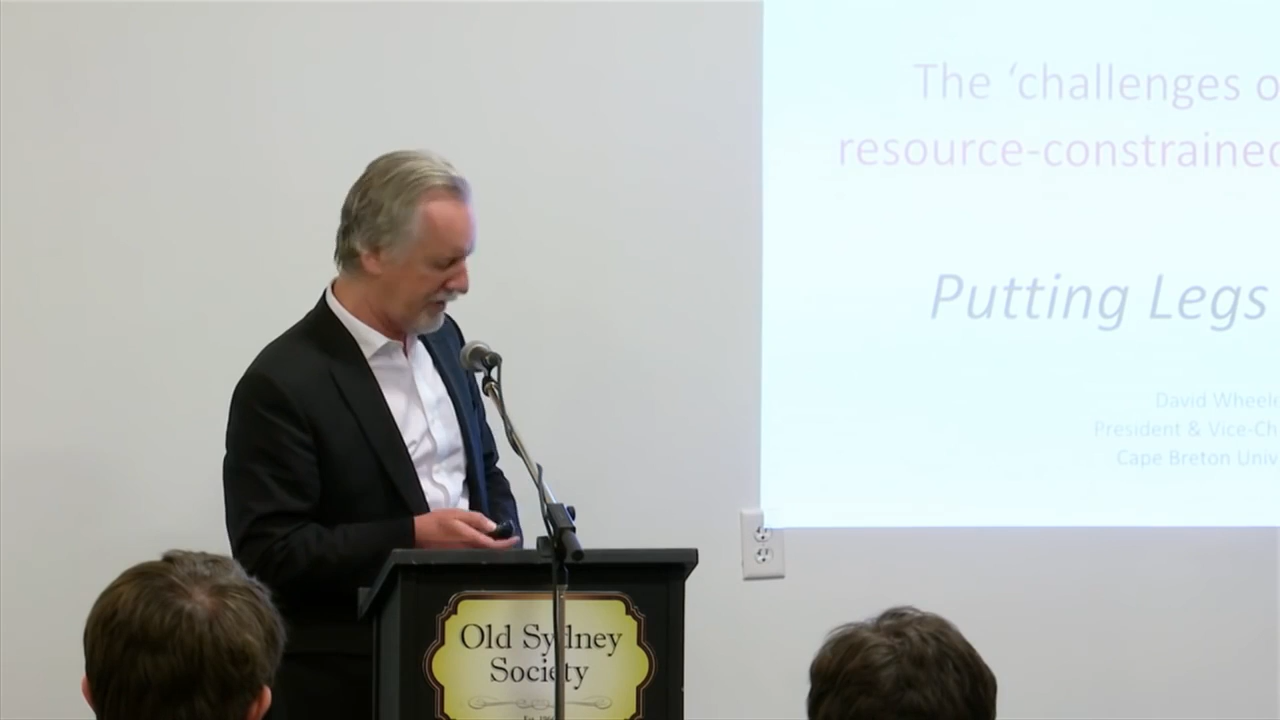 The ‘challenges o
resource-constrained
Putting Legs
David Wheele
President & Vice-Ch
Cape Breton Univ
Old Sydney
Society